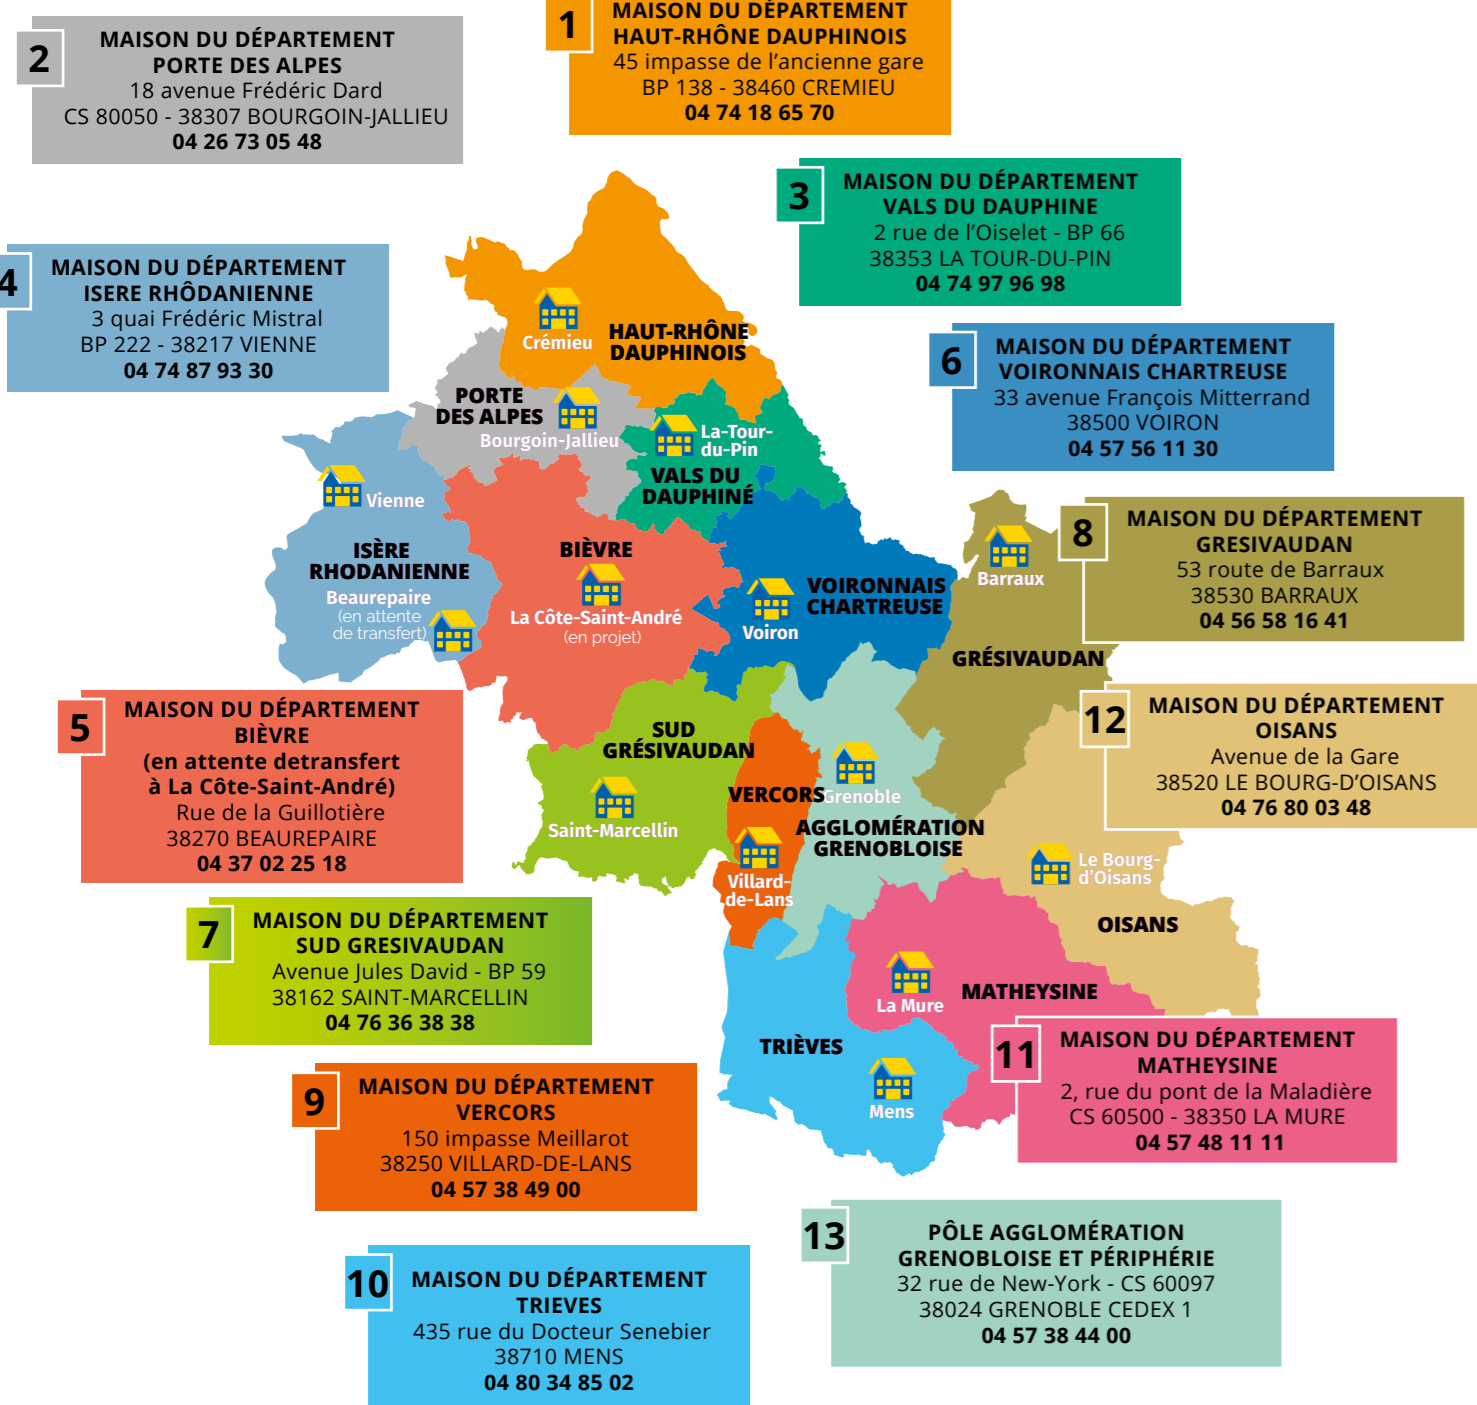 1
MAISON DU DÉPARTEMENT
HAUT-RHÔNE DAUPHINOIS
45 impasse de l'ancienne gare
BP 138 - 38460 CREMIEU
04 74 18 65 70
2
MAISON DU DÉPARTEMENT
PORTE DES ALPES
18 avenue Frédéric Dard
CS 80050 - 38307 BOURGOIN-JALLIEU
04 26 73 05 48
3
MAISON DU DÉPARTEMENT
VALS DU DAUPHINE
2 rue de l'Oiselet - BP 66
38353 LA TOUR-DU-PIN
04 74 97 96 98
4
MAISON DU DÉPARTEMENT
ISERE RHÔDANIENNE
3 quai Frédéric Mistral
BP 222 - 38217 VIENNE
04 74 87 93 30
6
MAISON DU DÉPARTEMENT
VOIRONNAIS CHARTREUSE
33 avenue François Mitterrand
38500 VOIRON
04 57 56 11 30
Crémieu
HAUT-RHÔNE
DAUPHINOIS
PORTE
DES ALPES
Bourgoin-Jallieu
La-Tour-
du-Pin
VALS DU
DAUPHINÉ
Vienne
ISÈRE
RHODANIENNE
Beaurepaire
(en attente
de transfert)
BIÈVRE
La Côte-Saint-André
(en projet)
VOIRONNAIS
CHARTREUSE
Voiron
Barraux
GRÉSIVAUDAN
8
MAISON DU DÉPARTEMENT
GRESIVAUDAN
53 route de Barraux
38530 BARRAUX
04 56 58 16 41
5
MAISON DU DÉPARTEMENT
BIÈVRE
(en attente detransfert
à La Côte-Saint-André)
Rue de la Guillotière
38270 BEAUREPAIRE
04 37 02 25 18
SUD
GRÉSIVAUDAN
Saint-Marcellin
VERCORS
Villard-
de-Lans
Grenoble
AGGLOMÉRATION
GRENOBLOISE
12
MAISON DU DÉPARTEMENT
OISANS
Avenue de la Gare
38520 LE BOURG-D'OISANS
04 76 80 03 48
Le Bourg-
d'Oisans
OISANS
7
MAISON DU DÉPARTEMENT
SUD GRESIVAUDAN
Avenue Jules David - BP 59
38162 SAINT-MARCELLIN
04 76 36 38 38
La Mure
MATHEYSINE
TRIÈVES
Mens
11
MAISON DU DÉPARTEMENT
MATHEYSINE
2, rue du pont de la Maladière
CS 60500 - 38350 LA MURE
04 57 48 11 11
9
MAISON DU DÉPARTEMENT
VERCORS
150 impasse Meillarot
38250 VILLARD-DE-LANS
04 57 38 49 00
13
PÔLE AGGLOMÉRATION
GRENOBLOISE ET PÉRIPHÉRIE
32 rue de New-York - CS 60097
38024 GRENOBLE CEDEX 1
04 57 38 44 00
10
MAISON DU DÉPARTEMENT
TRIEVES
435 rue du Docteur Senebier
38710 MENS
04 80 34 85 02